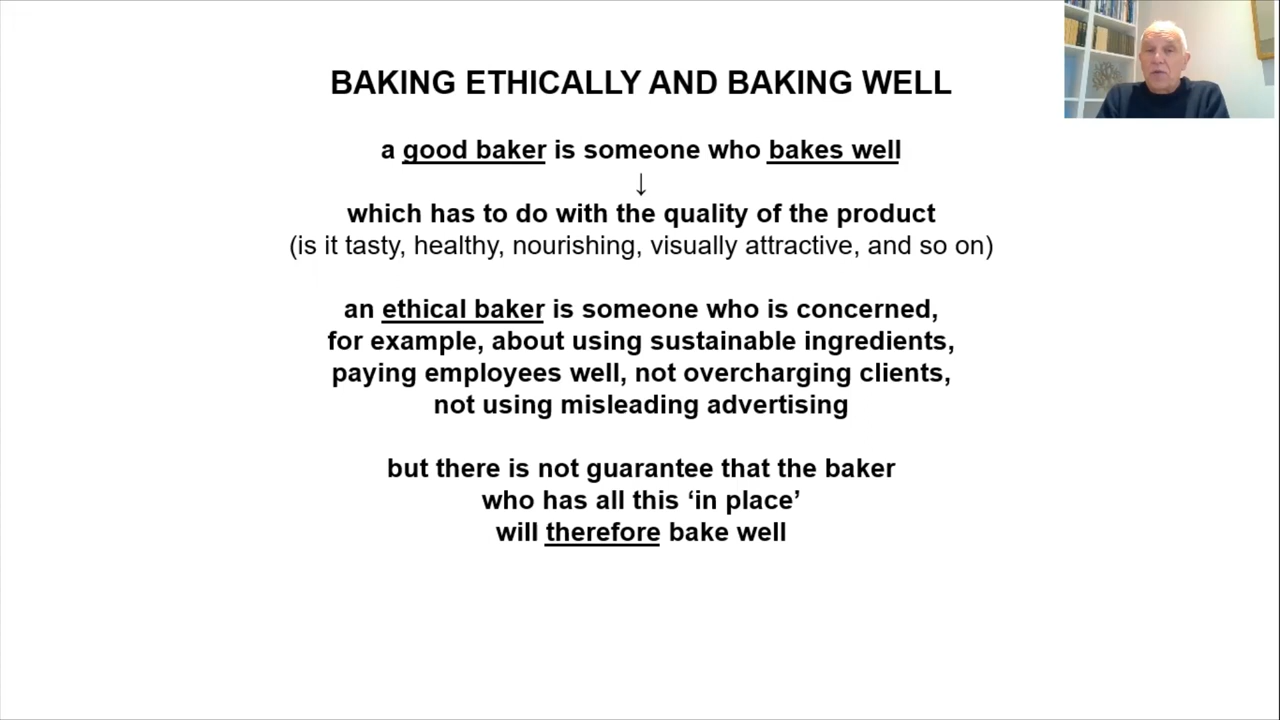 BAKING ETHICALLY AND BAKING WELL
a good baker is someone who bakes well
↓
which has to do with the quality of the product
(is it tasty, healthy, nourishing, visually attractive, and so on)
an ethical baker is someone who is concerned,
for example, about using sustainable ingredients,
paying employees well, not overcharging clients,
not using misleading advertising
but there is not guarantee that the baker
who has all this ‘in place’
will therefore bake well